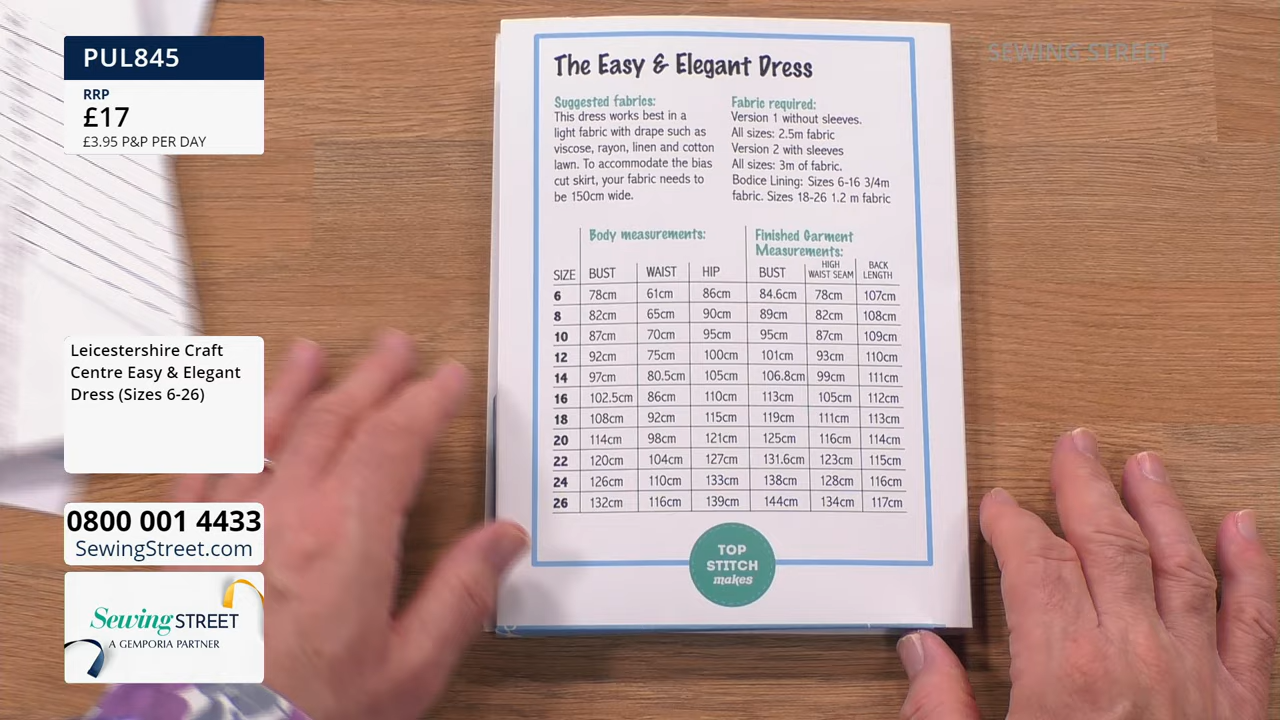 PUL845
RRP
£17
£3.95 P&P PER DAY
Leicestershire Craft
Centre Easy & Elegant
Dress (Sizes 6-26)
0800 001 4433
SewingStreet.com
Sewing STREET
A GEMPORIA PARTNER
SEWING STREET
The Easy & Elegant Dress
Suggested fabrics:
This dress works best in a
light fabric with drape such as
viscose, rayon, linen and cotton
lawn. To accommodate the bias
cut skirt, your fabric needs to
be 150cm wide.
Fabric required:
Version 1 without sleeves.
All sizes: 2.5m fabric
Version 2 with sleeves
All sizes: 3m of fabric.
Bodice Lining: Sizes 6-16 3/4m
fabric. Sizes 18-26 1.2 m fabric
Body measurements:
Finished Garment
Measurements:
SIZE BUST WAIST HIP BUST HIGH WAIST SEAM BACK LENGTH
6 78cm 61cm 86cm 84.6cm 78cm 107cm
8 82cm 65cm 90cm 89cm 82cm 108cm
10 87cm 70cm 95cm 95cm 87cm 109cm
12 92cm 75cm 100cm 101cm 93cm 110cm
14 97cm 80.5cm 105cm 106.8cm 99cm 111cm
16 102.5cm 86cm 110cm 113cm 105cm 112cm
18 108cm 92cm 115cm 119cm 111cm 113cm
20 114cm 98cm 121cm 125cm 116cm 114cm
22 120cm 104cm 127cm 131.6cm 123cm 115cm
24 126cm 110cm 133cm 138cm 128cm 116cm
26 132cm 116cm 139cm 144cm 134cm 117cm
TOP
STITCH
makes